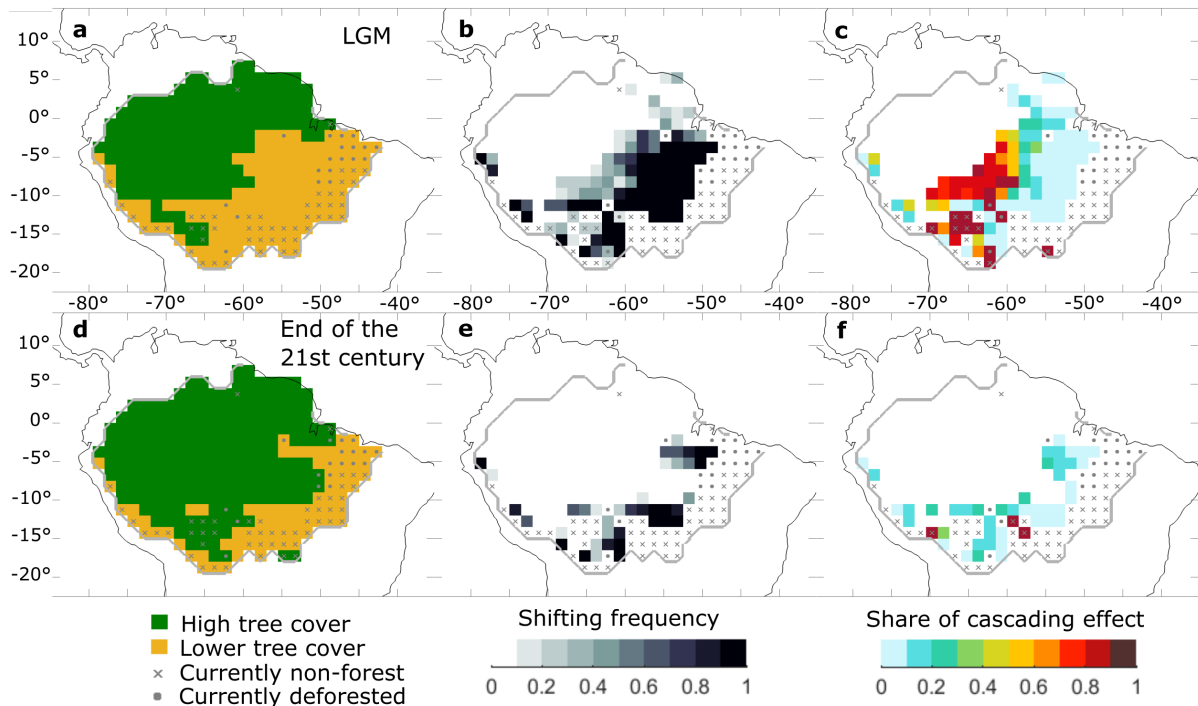 a LGM b c
10°
5°
0°
-5°
-10°
-15°
-20°
-80° -70° -60° -50° -40° -80° -70° -60° -50° -40° -80° -70° -60° -50° -40°
d End of the 21st century e f
10°
5°
0°
-5°
-10°
-15°
-20°
High tree cover
Lower tree cover
Currently non-forest
Currently deforested
Shifting frequency
0 0.2 0.4 0.6 0.8 1
Share of cascading effect
0 0.2 0.4 0.6 0.8 1